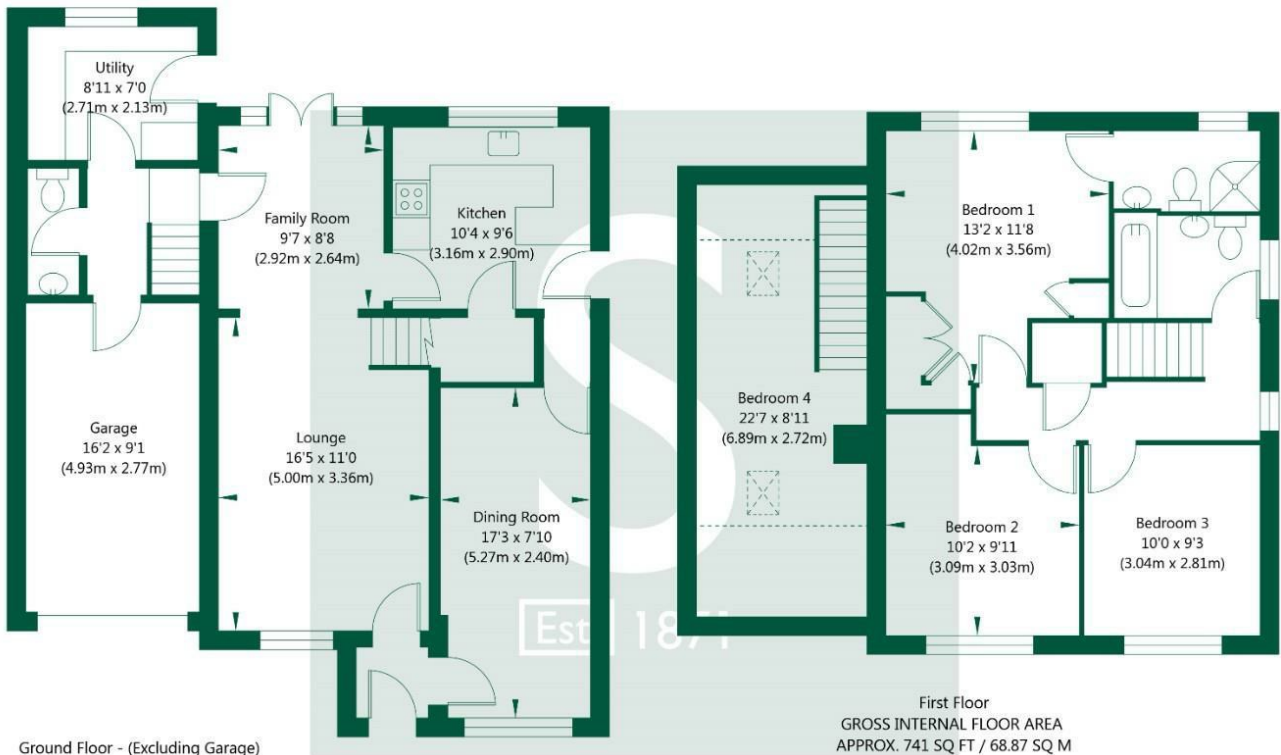 Utility
8'11 x 7'0
(2.71m x 2.13m)
Family Room
9'7 x 8'8
(2.92m x 2.64m)
Kitchen
10'4 x 9'6
(3.16m x 2.90m)
Garage
16'2 x 9'1
(4.93m x 2.77m)
Lounge
16'5 x 11'0
(5.00m x 3.36m)
Dining Room
17'3 x 7'10
(5.27m x 2.40m)
Bedroom 4
22'7 x 8'11
(6.89m x 2.72m)
Bedroom 1
13'2 x 11'8
(4.02m x 3.56m)
Bedroom 2
10'2 x 9'11
(3.09m x 3.03m)
Bedroom 3
10'0 x 9'3
(3.04m x 2.81m)
S
Est 1871
Ground Floor - (Excluding Garage)
First Floor
GROSS INTERNAL FLOOR AREA
APPROX. 741 SQ FT / 68.87 SQ M